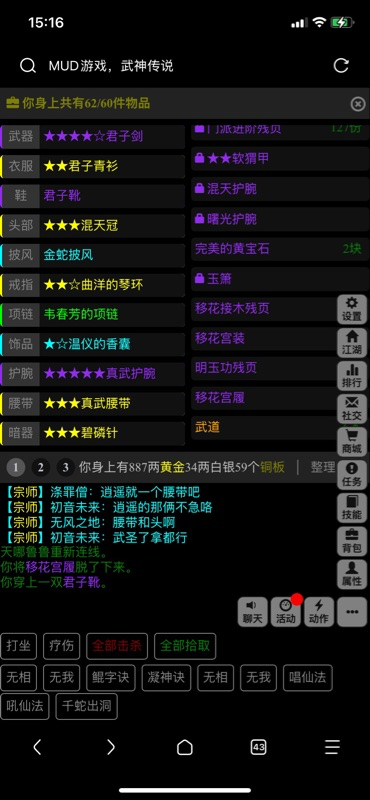 15:16
MUD游戏，武神传说
你身上共有62/60件物品
武器 ★★★★☆君子剑
衣服 ★★君子青衫
鞋 君子靴
头部 ★★★混天冠
披风 金蛇披风
戒指 ★★☆曲洋的琴环
项链 韦春芳的项链
饰品 ★☆温仪的香囊
护腕 ★★★★★真武护腕
腰带 ★★★真武腰带
暗器 ★★★碧磷针
门派进阶残页 127份
★★软猬甲
混天护腕
曙光护腕
完美的黄宝石 2块
玉箫
移花接木残页
移花宫装
明玉功残页
移花宫履
武道
设置
江湖
排行
社交
商城
任务
技能
背包
属性
1 2 3 你身上有887两黄金34两白银59个铜板 | 整理
【宗师】涤罪僧：逍遥就一个腰带吧
【宗师】初音未来：逍遥的那俩不急咯
【宗师】无风之地：腰带和头啊
【宗师】初音未来：武圣了拿都行
天哪鲁鲁重新连线。
你将移花宫履脱了下来。
你穿上一双君子靴。
聊天 活动 动作
打坐 疗伤 全部击杀 全部拾取
无相 无我 鲲字诀 凝神诀 无相 无我 唱仙法
吼仙法 千蛇出洞
43